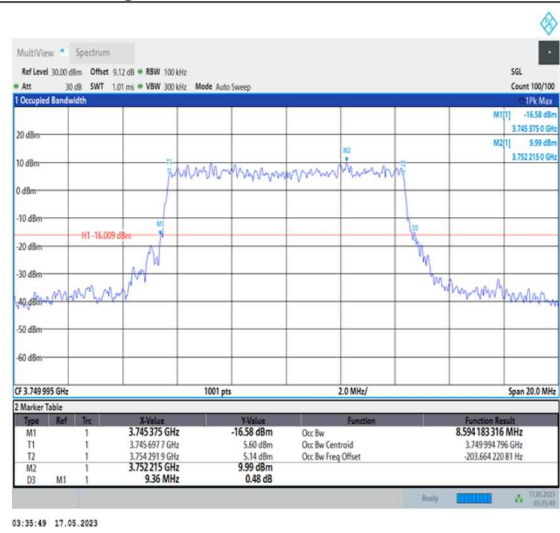 MultiView Spectrum
Ref Level 30.00 dBm Offset 9.12 dB RBW 100 kHz SGL
Att 30 dB SWT 1.01 ms VBW 300 kHz Mode Auto Sweep Count 100/100
1 Occupied Bandwidth 1Pk Max
M1[1] -16.58 dBm
3.745 375 0 GHz
M2[1] 9.99 dBm
3.752 215 0 GHz
20 dBm
10 dBm
T1 M2 T2
0 dBm
-10 dBm
M1 D3
H1 -16.009 dBm
-20 dBm
-30 dBm
-40 dBm
-50 dBm
-60 dBm
CF 3.749 995 GHz 1001 pts 2.0 MHz/ Span 20.0 MHz
2 Marker Table
Type Ref Trc X-Value Y-Value Function Function Result
M1 1 3.745 375 GHz -16.58 dBm Occ Bw 8.594 183 316 MHz
T1 1 3.745 697 7 GHz 5.60 dBm Occ Bw Centroid 3.749 994 796 GHz
T2 1 3.754 291 9 GHz 5.14 dBm Occ Bw Freq Offset -203.664 220 81 Hz
M2 1 3.752 215 GHz 9.99 dBm
D3 M1 1 9.36 MHz 0.48 dB
Ready 17.05.2023
03:35:49
03:35:49 17.05.2023